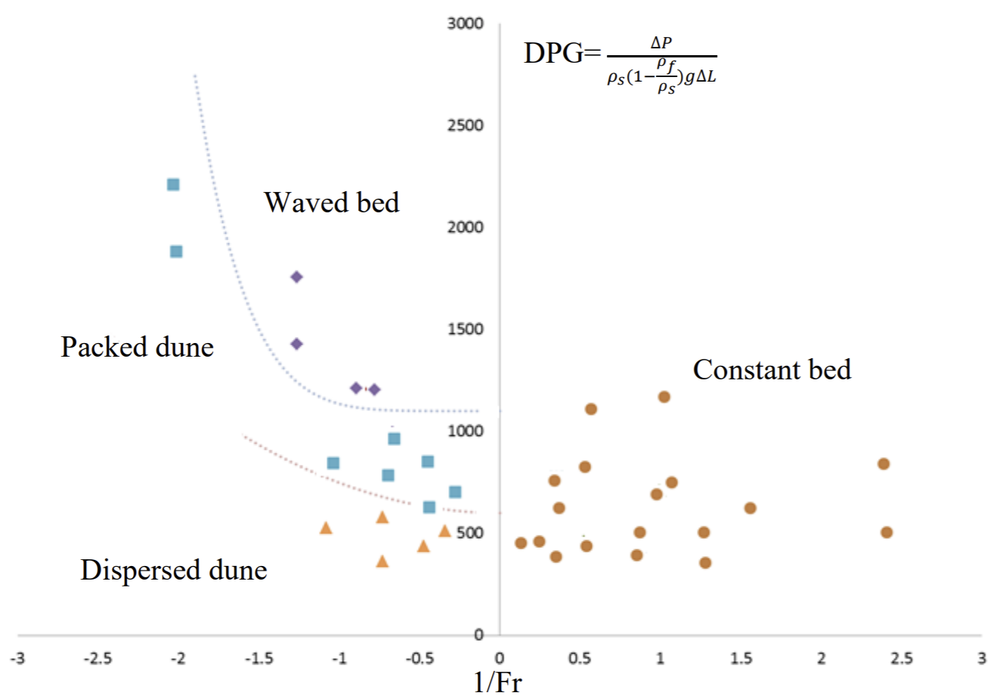 3000
DPG= ΔP / ρs(1−ρf/ρs)gΔL
2500
Waved bed
2000
1500
Packed dune
Constant bed
1000
500
Dispersed dune
0
-3 -2.5 -2 -1.5 -1 -0.5 0 0.5 1 1.5 2 2.5 3
1/Fr